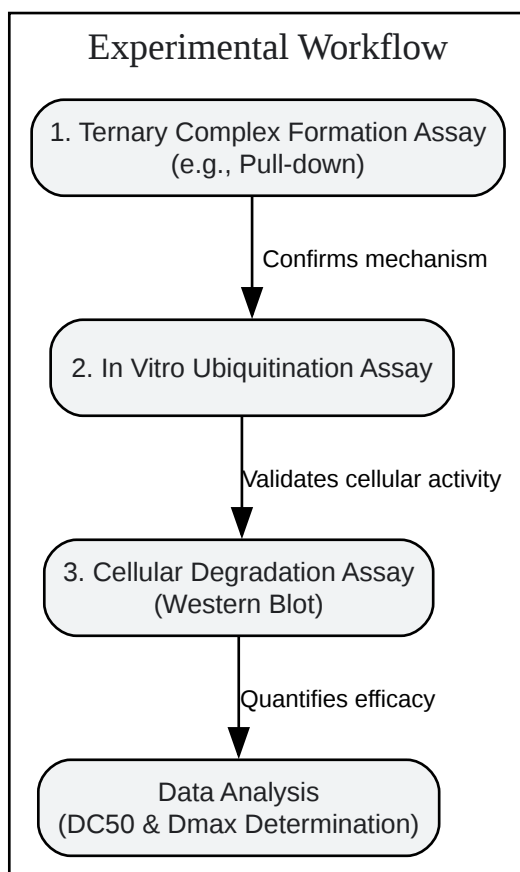 Experimental Workflow
1. Ternary Complex Formation Assay
(e.g., Pull-down)
Confirms mechanism
2. In Vitro Ubiquitination Assay
Validates cellular activity
3. Cellular Degradation Assay
(Western Blot)
Quantifies efficacy
Data Analysis
(DC50 & Dmax Determination)